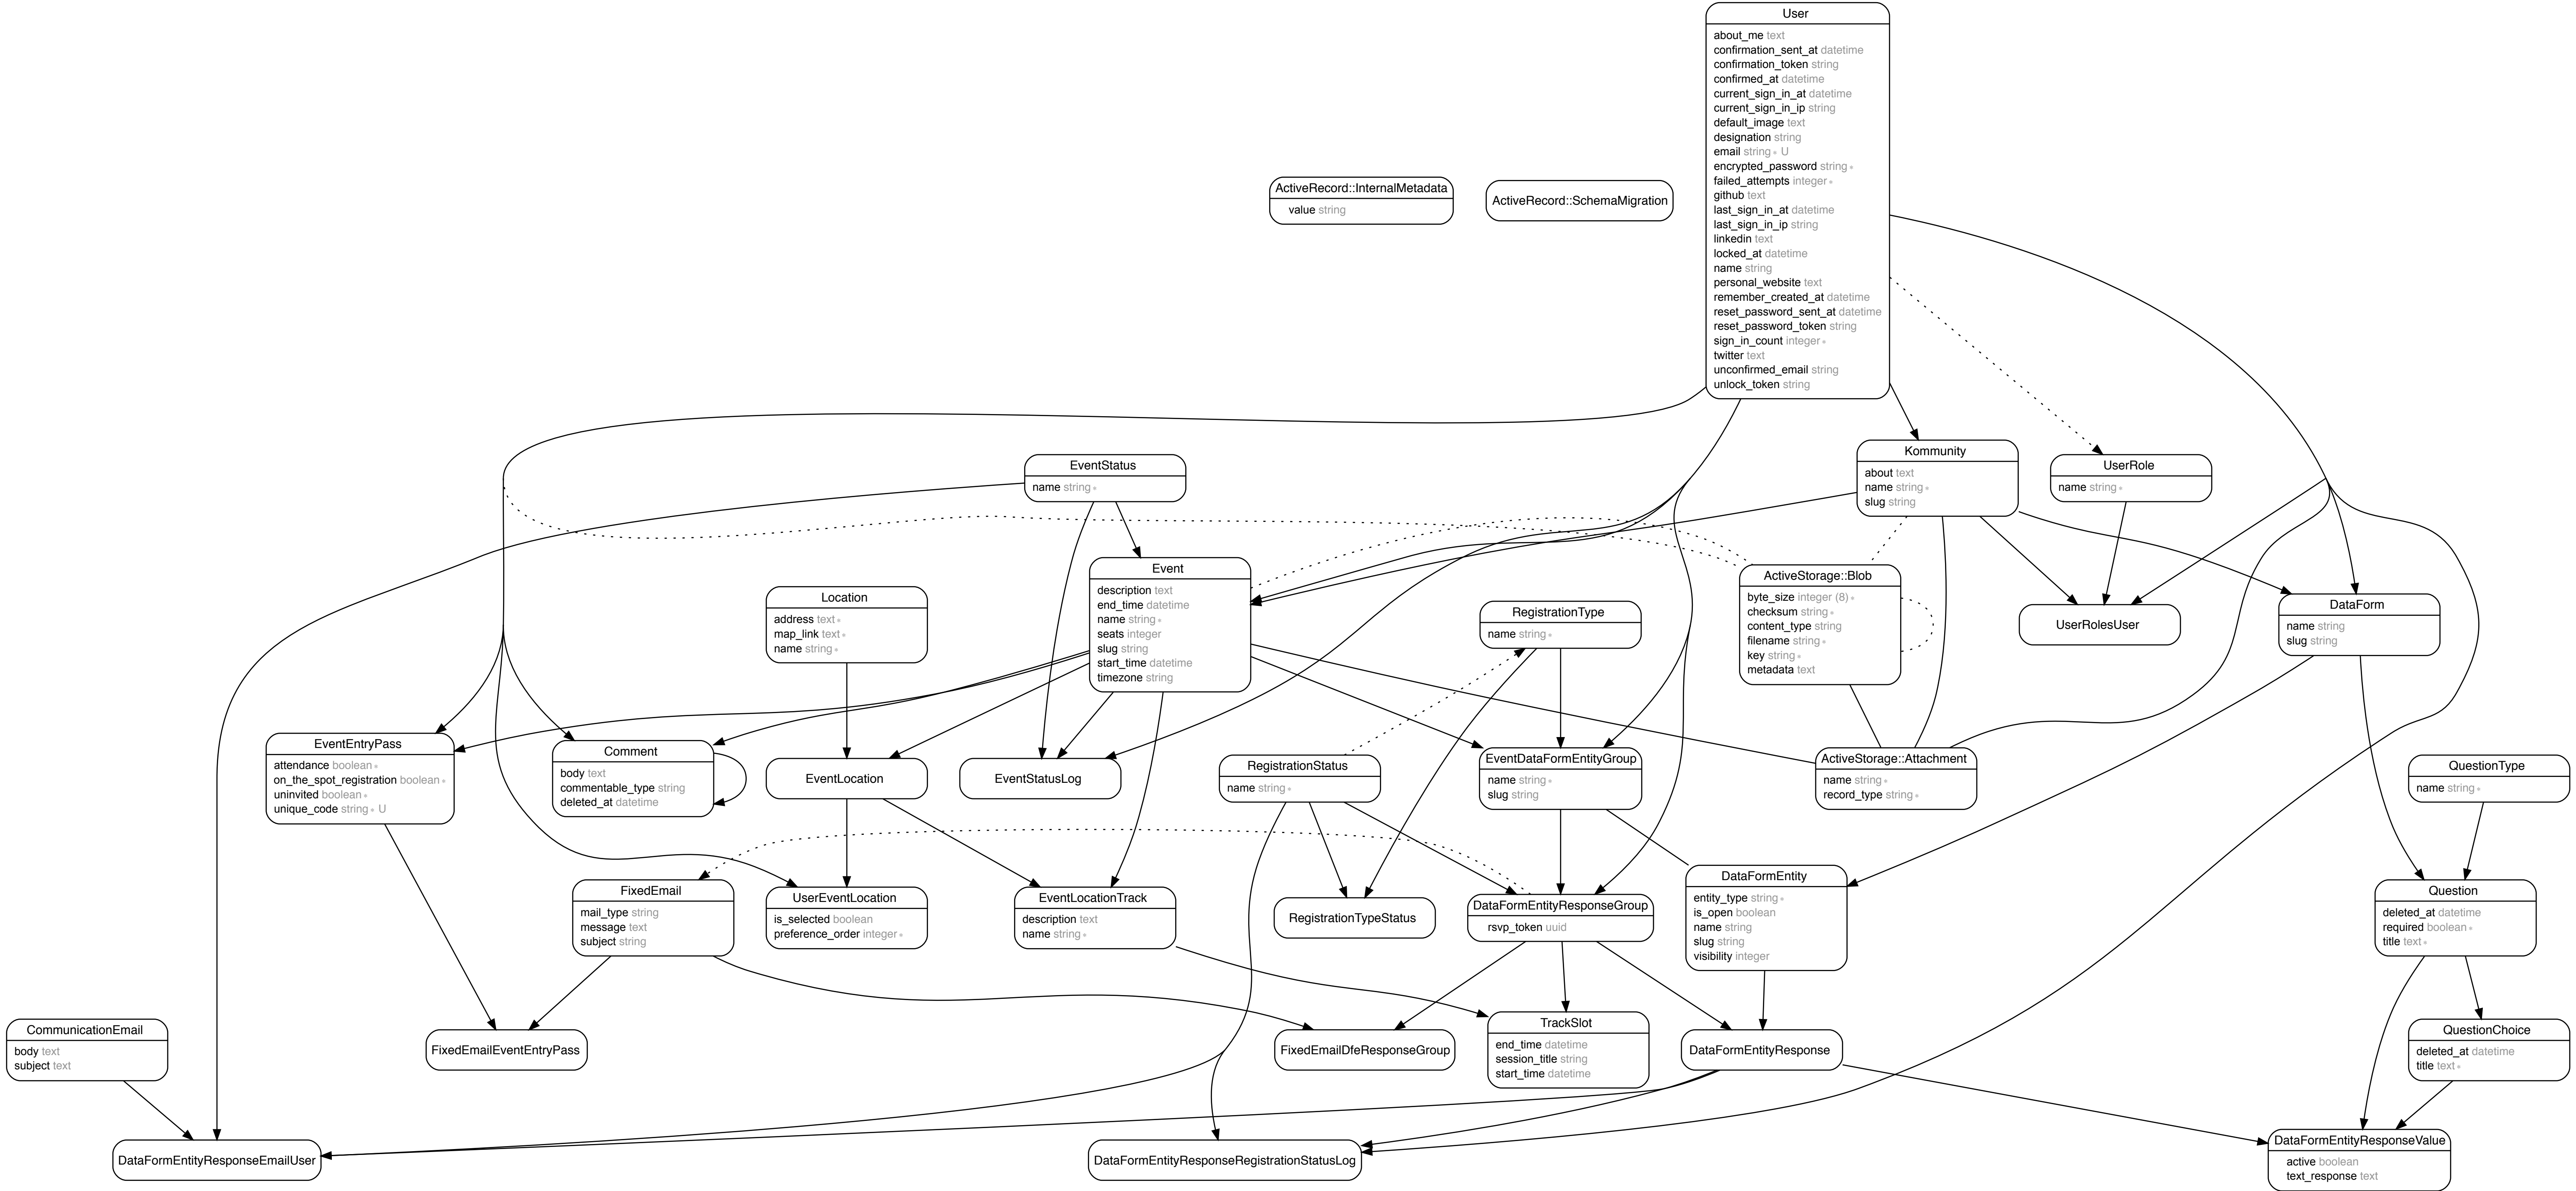 User
about_me text
confirmation_sent_at datetime
confirmation_token string
confirmed_at datetime
current_sign_in_at datetime
current_sign_in_ip string
default_image text
designation string
email string∗ U
encrypted_password string∗
failed_attempts integer∗
github text
last_sign_in_at datetime
last_sign_in_ip string
linkedin text
locked_at datetime
name string
personal_website text
remember_created_at datetime
reset_password_sent_at datetime
reset_password_token string
sign_in_count integer∗
twitter text
unconfirmed_email string
unlock_token string
ActiveRecord::InternalMetadata
value string
ActiveRecord::SchemaMigration
EventStatus
name string∗
Kommunity
about text
name string∗
slug string
UserRole
name string∗
Event
description text
end_time datetime
name string∗
seats integer
slug string
start_time datetime
timezone string
Location
address text∗
map_link text∗
name string∗
RegistrationType
name string∗
ActiveStorage::Blob
byte_size integer (8)∗
checksum string∗
content_type string
filename string∗
key string∗
metadata text
UserRolesUser
DataForm
name string
slug string
EventEntryPass
attendance boolean∗
on_the_spot_registration boolean∗
uninvited boolean∗
unique_code string∗ U
Comment
body text
commentable_type string
deleted_at datetime
EventLocation
EventStatusLog
RegistrationStatus
name string∗
EventDataFormEntityGroup
name string∗
slug string
ActiveStorage::Attachment
name string∗
record_type string∗
QuestionType
name string∗
FixedEmail
mail_type string
message text
subject string
UserEventLocation
is_selected boolean
preference_order integer∗
EventLocationTrack
description text
name string∗
RegistrationTypeStatus
DataFormEntityResponseGroup
rsvp_token uuid
DataFormEntity
entity_type string∗
is_open boolean
name string
slug string
visibility integer
Question
deleted_at datetime
required boolean∗
title text∗
CommunicationEmail
body text
subject text
FixedEmailEventEntryPass
FixedEmailDfeResponseGroup
TrackSlot
end_time datetime
session_title string
start_time datetime
DataFormEntityResponse
QuestionChoice
deleted_at datetime
title text∗
DataFormEntityResponseEmailUser
DataFormEntityResponseRegistrationStatusLog
DataFormEntityResponseValue
active boolean
text_response text